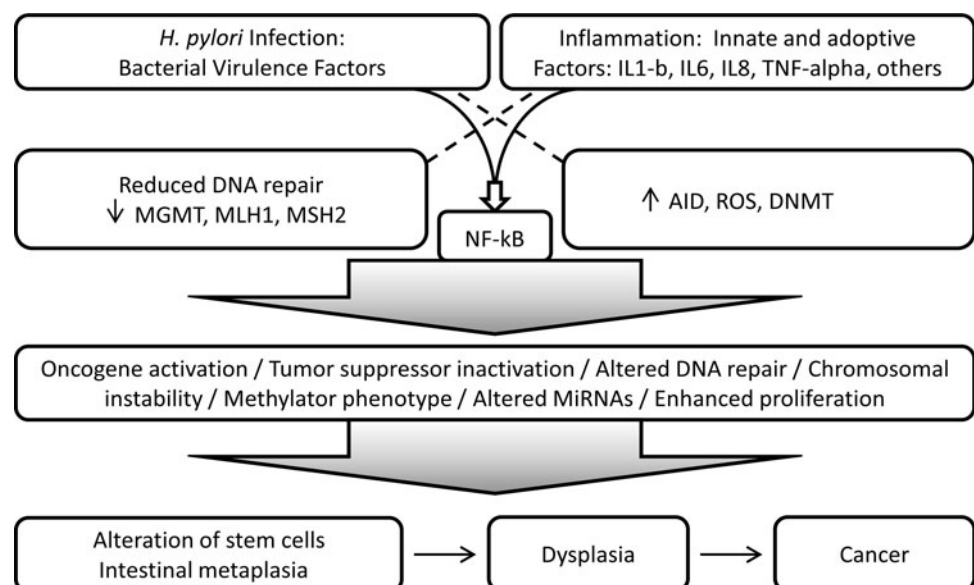 H. pylori Infection:
Bacterial Virulence Factors
Inflammation: Innate and adoptive
Factors: IL1-b, IL6, IL8, TNF-alpha, others
Reduced DNA repair
↓ MGMT, MLH1, MSH2
↑ AID, ROS, DNMT
NF-kB
Oncogene activation / Tumor suppressor inactivation / Altered DNA repair / Chromosomal
instability / Methylator phenotype / Altered MiRNAs / Enhanced proliferation
Alteration of stem cells
Intestinal metaplasia
Dysplasia
Cancer